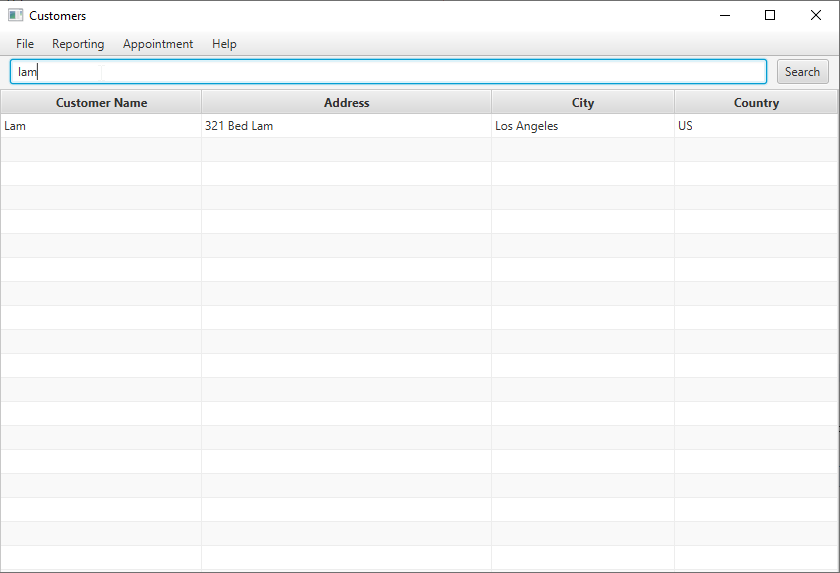 Customers
File Reporting Appointment Help
lam Search
Customer Name Address City Country
Lam 321 Bed Lam Los Angeles US